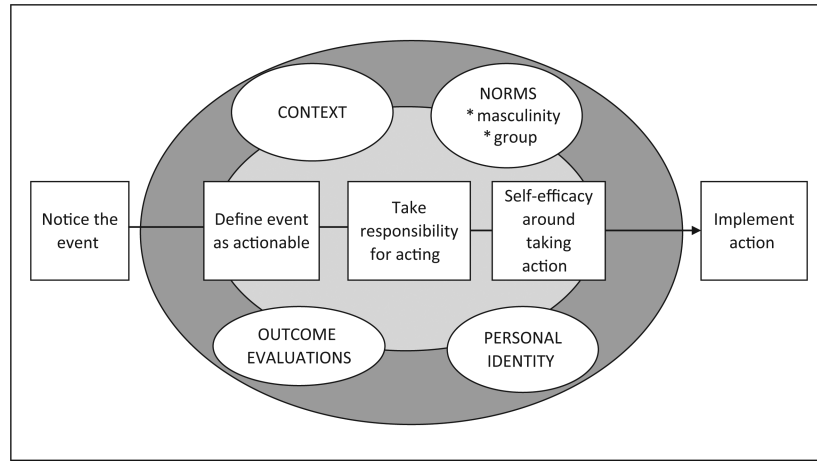 CONTEXT
NORMS
* masculinity
* group
Notice the
event
Define event
as actionable
Take
responsibility
for acting
Self-efficacy
around
taking
action
Implement
action
OUTCOME
EVALUATIONS
PERSONAL
IDENTITY